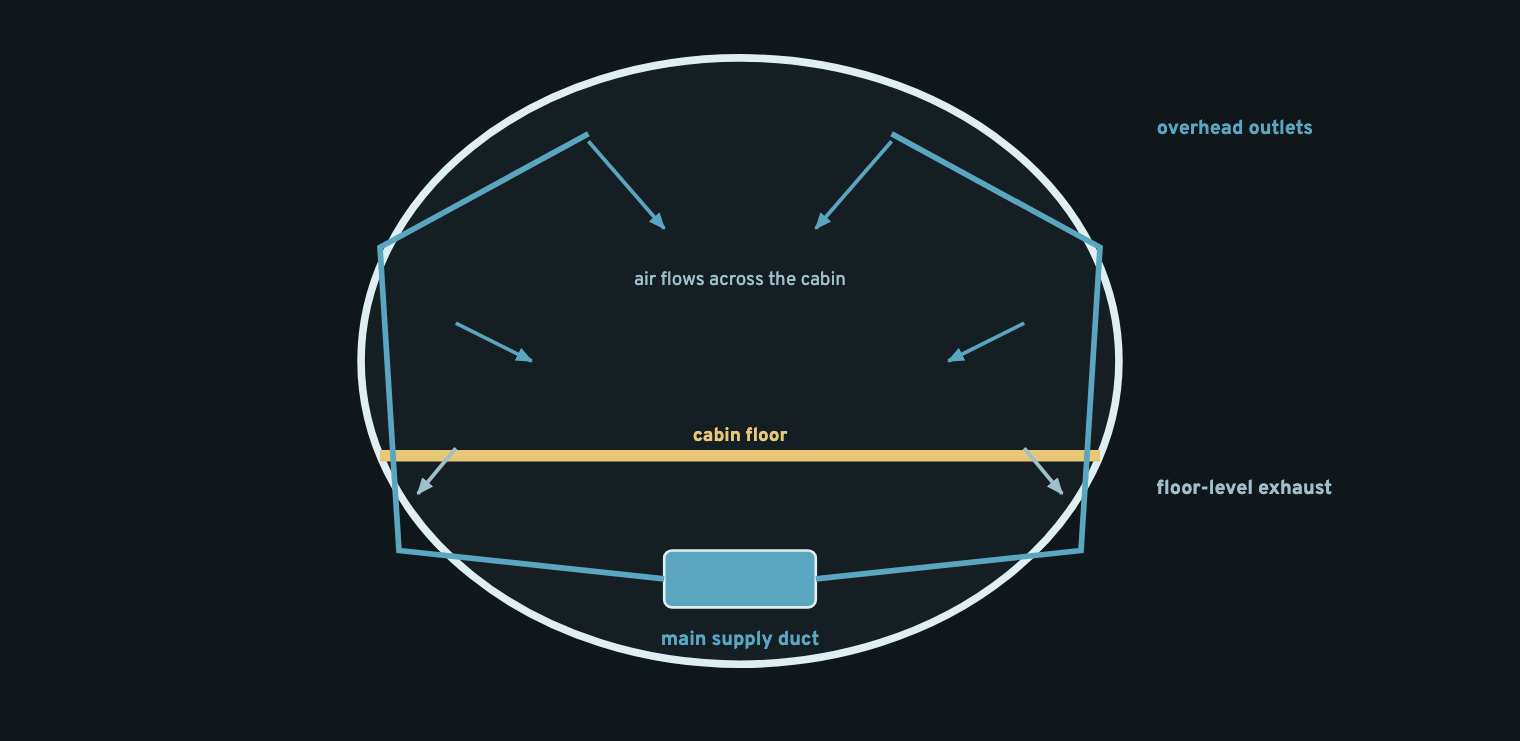 overhead outlets
air flows across the cabin
cabin floor
floor-level exhaust
main supply duct